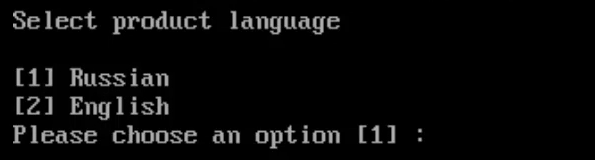 Select product language
[1] Russian
[2] English
Please choose an option [1] :